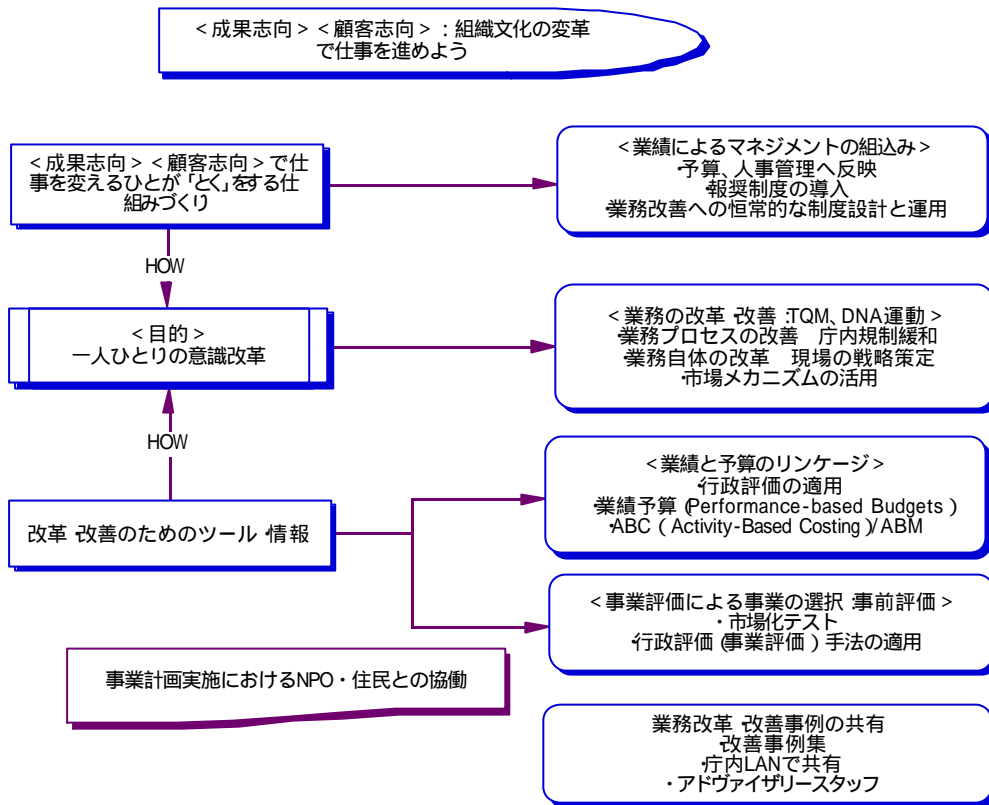 <成果志向><顧客志向>:組織文化の変革
で仕事を進めよう
<成果志向><顧客志向>で仕
事を変えるひとが「とく」をする仕
組みづくり
<業績によるマネジメントの組込み>
・予算、人事管理へ反映
・報奨制度の導入
・業務改善への恒常的な制度設計と運用
HOW
<目的>
一人ひとりの意識改革
<業務の改革・改善:TQM、DNA運動>
・業務プロセスの改善 庁内規制緩和
・業務自体の改革 現場の戦略策定
・市場メカニズムの活用
HOW
改革・改善のためのツール・情報
<業績と予算のリンケージ>
・行政評価の適用
・業績予算(Performance-based Budgets)
・ABC(Activity-Based Costing)/ABM
<事業評価による事業の選択:事前評価>
・市場化テスト
・行政評価(事業評価)手法の適用
事業計画実施におけるNPO・住民との協働
業務改革・改善事例の共有
・改善事例集
・庁内LANで共有
・アドヴァイザリースタッフ